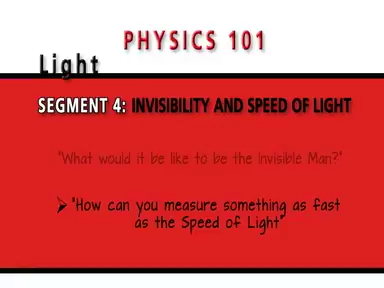 PHYSICS 101
Light
SEGMENT 4: INVISIBILITY AND SPEED OF LIGHT
"What would it be like to be the Invisible Man?"
"How can you measure something as fast
as the Speed of Light"